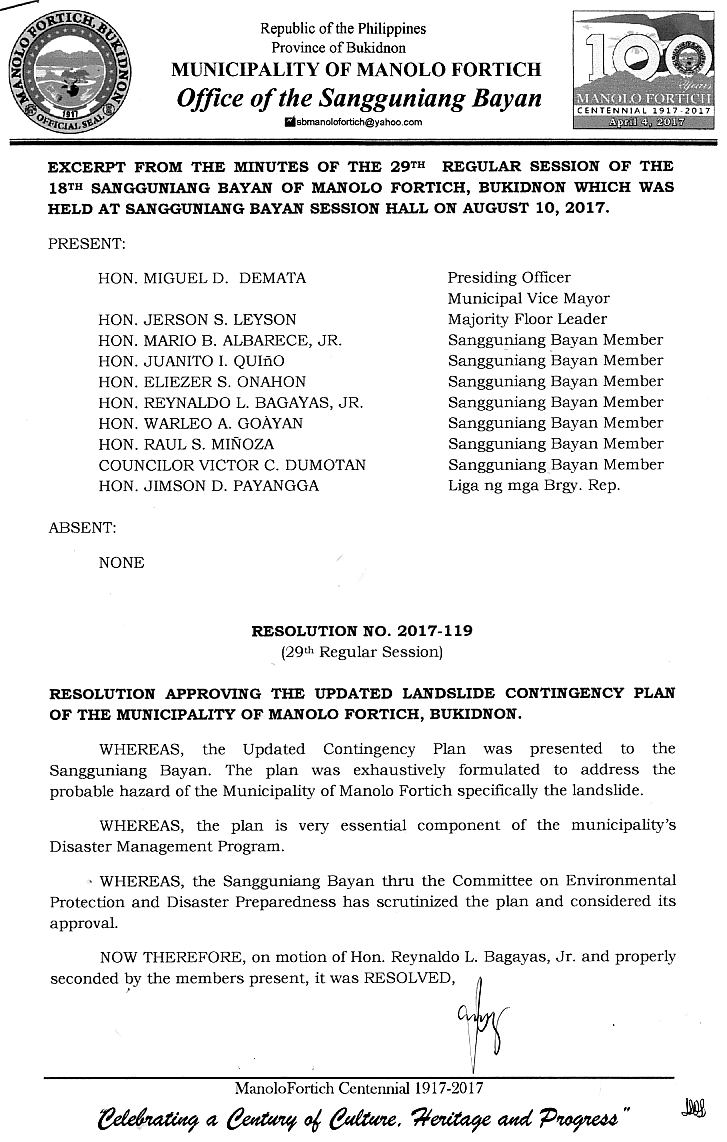 Republic of the Philippines
Province of Bukidnon
MUNICIPALITY OF MANOLO FORTICH
Office of the Sangguniang Bayan
sbmanolofortich@yahoo.com
MANOLO FORTICH, BUKIDNON
1917
OFFICIAL SEAL
100
Years
MANOLO FORTICH
CENTENNIAL 1917-2017
April 4, 2017
EXCERPT FROM THE MINUTES OF THE 29TH REGULAR SESSION OF THE
18TH SANGGUNIANG BAYAN OF MANOLO FORTICH, BUKIDNON WHICH WAS
HELD AT SANGGUNIANG BAYAN SESSION HALL ON AUGUST 10, 2017.
PRESENT:
HON. MIGUEL D. DEMATA Presiding Officer
Municipal Vice Mayor
HON. JERSON S. LEYSON Majority Floor Leader
HON. MARIO B. ALBARECE, JR. Sangguniang Bayan Member
HON. JUANITO I. QUIñO Sangguniang Bayan Member
HON. ELIEZER S. ONAHON Sangguniang Bayan Member
HON. REYNALDO L. BAGAYAS, JR. Sangguniang Bayan Member
HON. WARLEO A. GOAYAN Sangguniang Bayan Member
HON. RAUL S. MIÑOZA Sangguniang Bayan Member
COUNCILOR VICTOR C. DUMOTAN Sangguniang Bayan Member
HON. JIMSON D. PAYANGGA Liga ng mga Brgy. Rep.
ABSENT:
NONE
RESOLUTION NO. 2017-119
(29th Regular Session)
RESOLUTION APPROVING THE UPDATED LANDSLIDE CONTINGENCY PLAN
OF THE MUNICIPALITY OF MANOLO FORTICH, BUKIDNON.
WHEREAS, the Updated Contingency Plan was presented to the
Sangguniang Bayan. The plan was exhaustively formulated to address the
probable hazard of the Municipality of Manolo Fortich specifically the landslide.
WHEREAS, the plan is very essential component of the municipality's
Disaster Management Program.
WHEREAS, the Sangguniang Bayan thru the Committee on Environmental
Protection and Disaster Preparedness has scrutinized the plan and considered its
approval.
NOW THEREFORE, on motion of Hon. Reynaldo L. Bagayas, Jr. and properly
seconded by the members present, it was RESOLVED,
ManoloFortich Centennial 1917-2017
"Celebrating a Century of Culture, Heritage and Progress"